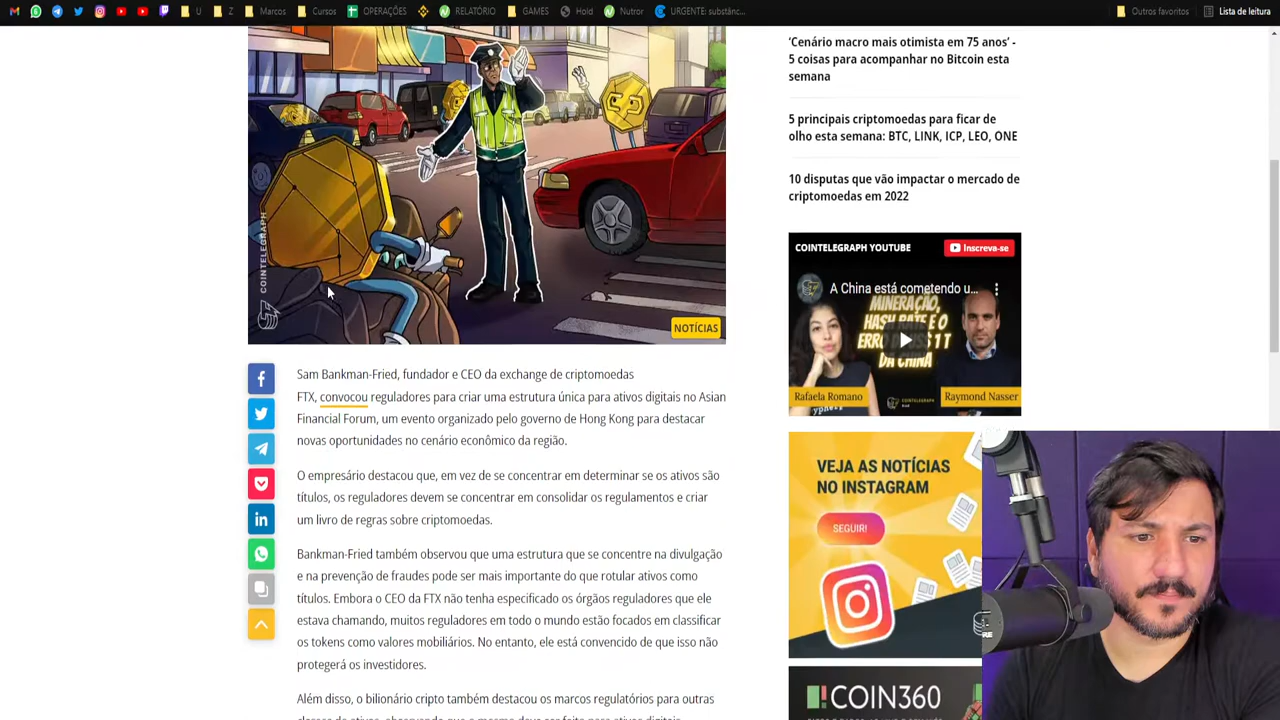 U
Z
Marcos
Cursos
OPERAÇÕES
RELATÓRIO
GAMES
Hold
Nutror
URGENTE: substânc...
Outros favoritos
Lista de leitura
COINTELEGRAPH
NOTÍCIAS
Sam Bankman-Fried, fundador e CEO da exchange de criptomoedas
FTX, convocou reguladores para criar uma estrutura única para ativos digitais no Asian
Financial Forum, um evento organizado pelo governo de Hong Kong para destacar
novas oportunidades no cenário econômico da região.
O empresário destacou que, em vez de se concentrar em determinar se os ativos são
títulos, os reguladores devem se concentrar em consolidar os regulamentos e criar
um livro de regras sobre criptomoedas.
Bankman-Fried também observou que uma estrutura que se concentre na divulgação
e na prevenção de fraudes pode ser mais importante do que rotular ativos como
títulos. Embora o CEO da FTX não tenha especificado os órgãos reguladores que ele
estava chamando, muitos reguladores em todo o mundo estão focados em classificar
os tokens como valores mobiliários. No entanto, ele está convencido de que isso não
protegerá os investidores.
Além disso, o bilionário cripto também destacou os marcos regulatórios para outras
‘Cenário macro mais otimista em 75 anos’ -
5 coisas para acompanhar no Bitcoin esta
semana
5 principais criptomoedas para ficar de
olho esta semana: BTC, LINK, ICP, LEO, ONE
10 disputas que vão impactar o mercado de
criptomoedas em 2022
COINTELEGRAPH YOUTUBE
Inscreva-se
A China está cometendo u...
MINERAÇÃO,
HASH RATE E O
ERRO DE US$ 1 T
DA CHINA
Rafaela Romano
Raymond Nasser
VEJA AS NOTÍCIAS
NO INSTAGRAM
SEGUIR!
COIN360